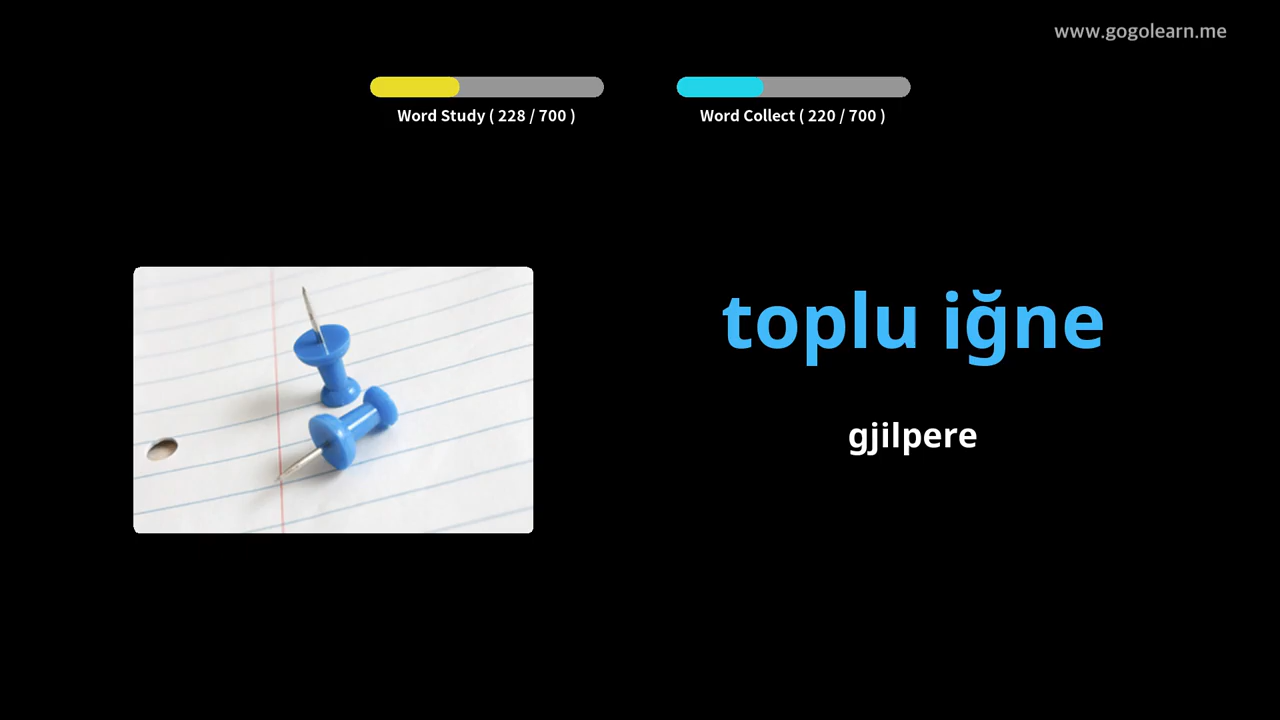 www.gogolearn.me
Word Study ( 228 / 700 )
Word Collect ( 220 / 700 )
toplu iğne
gjilpere